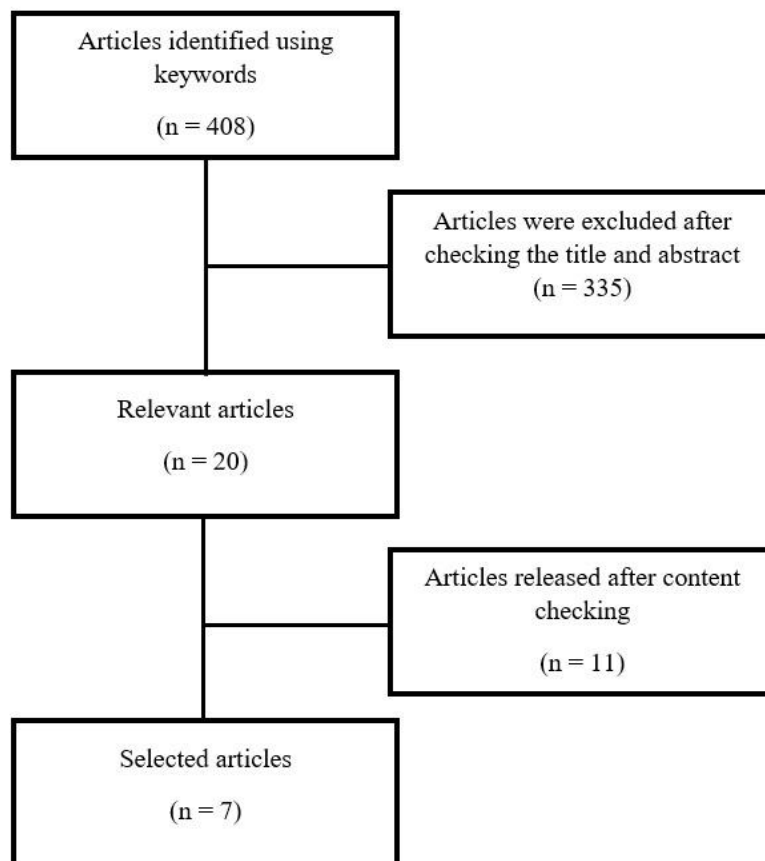 Articles identified using
keywords
(n = 408)
Articles were excluded after
checking the title and abstract
(n = 335)
Relevant articles
(n = 20)
Articles released after content
checking
(n = 11)
Selected articles
(n = 7)